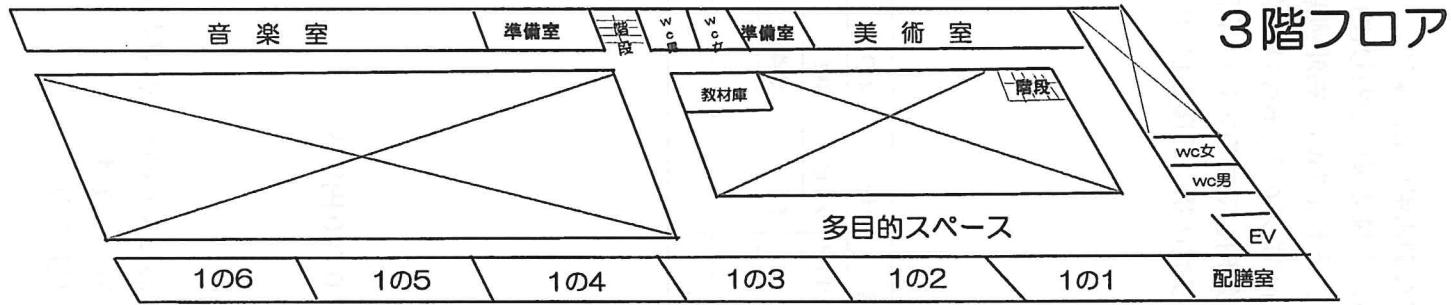 3階フロア
音楽室
準備室
階段
wc男
wc女
準備室
美術室
教材庫
階段
wc女
wc男
多目的スペース
EV
1の6
1の5
1の4
1の3
1の2
1の1
配膳室